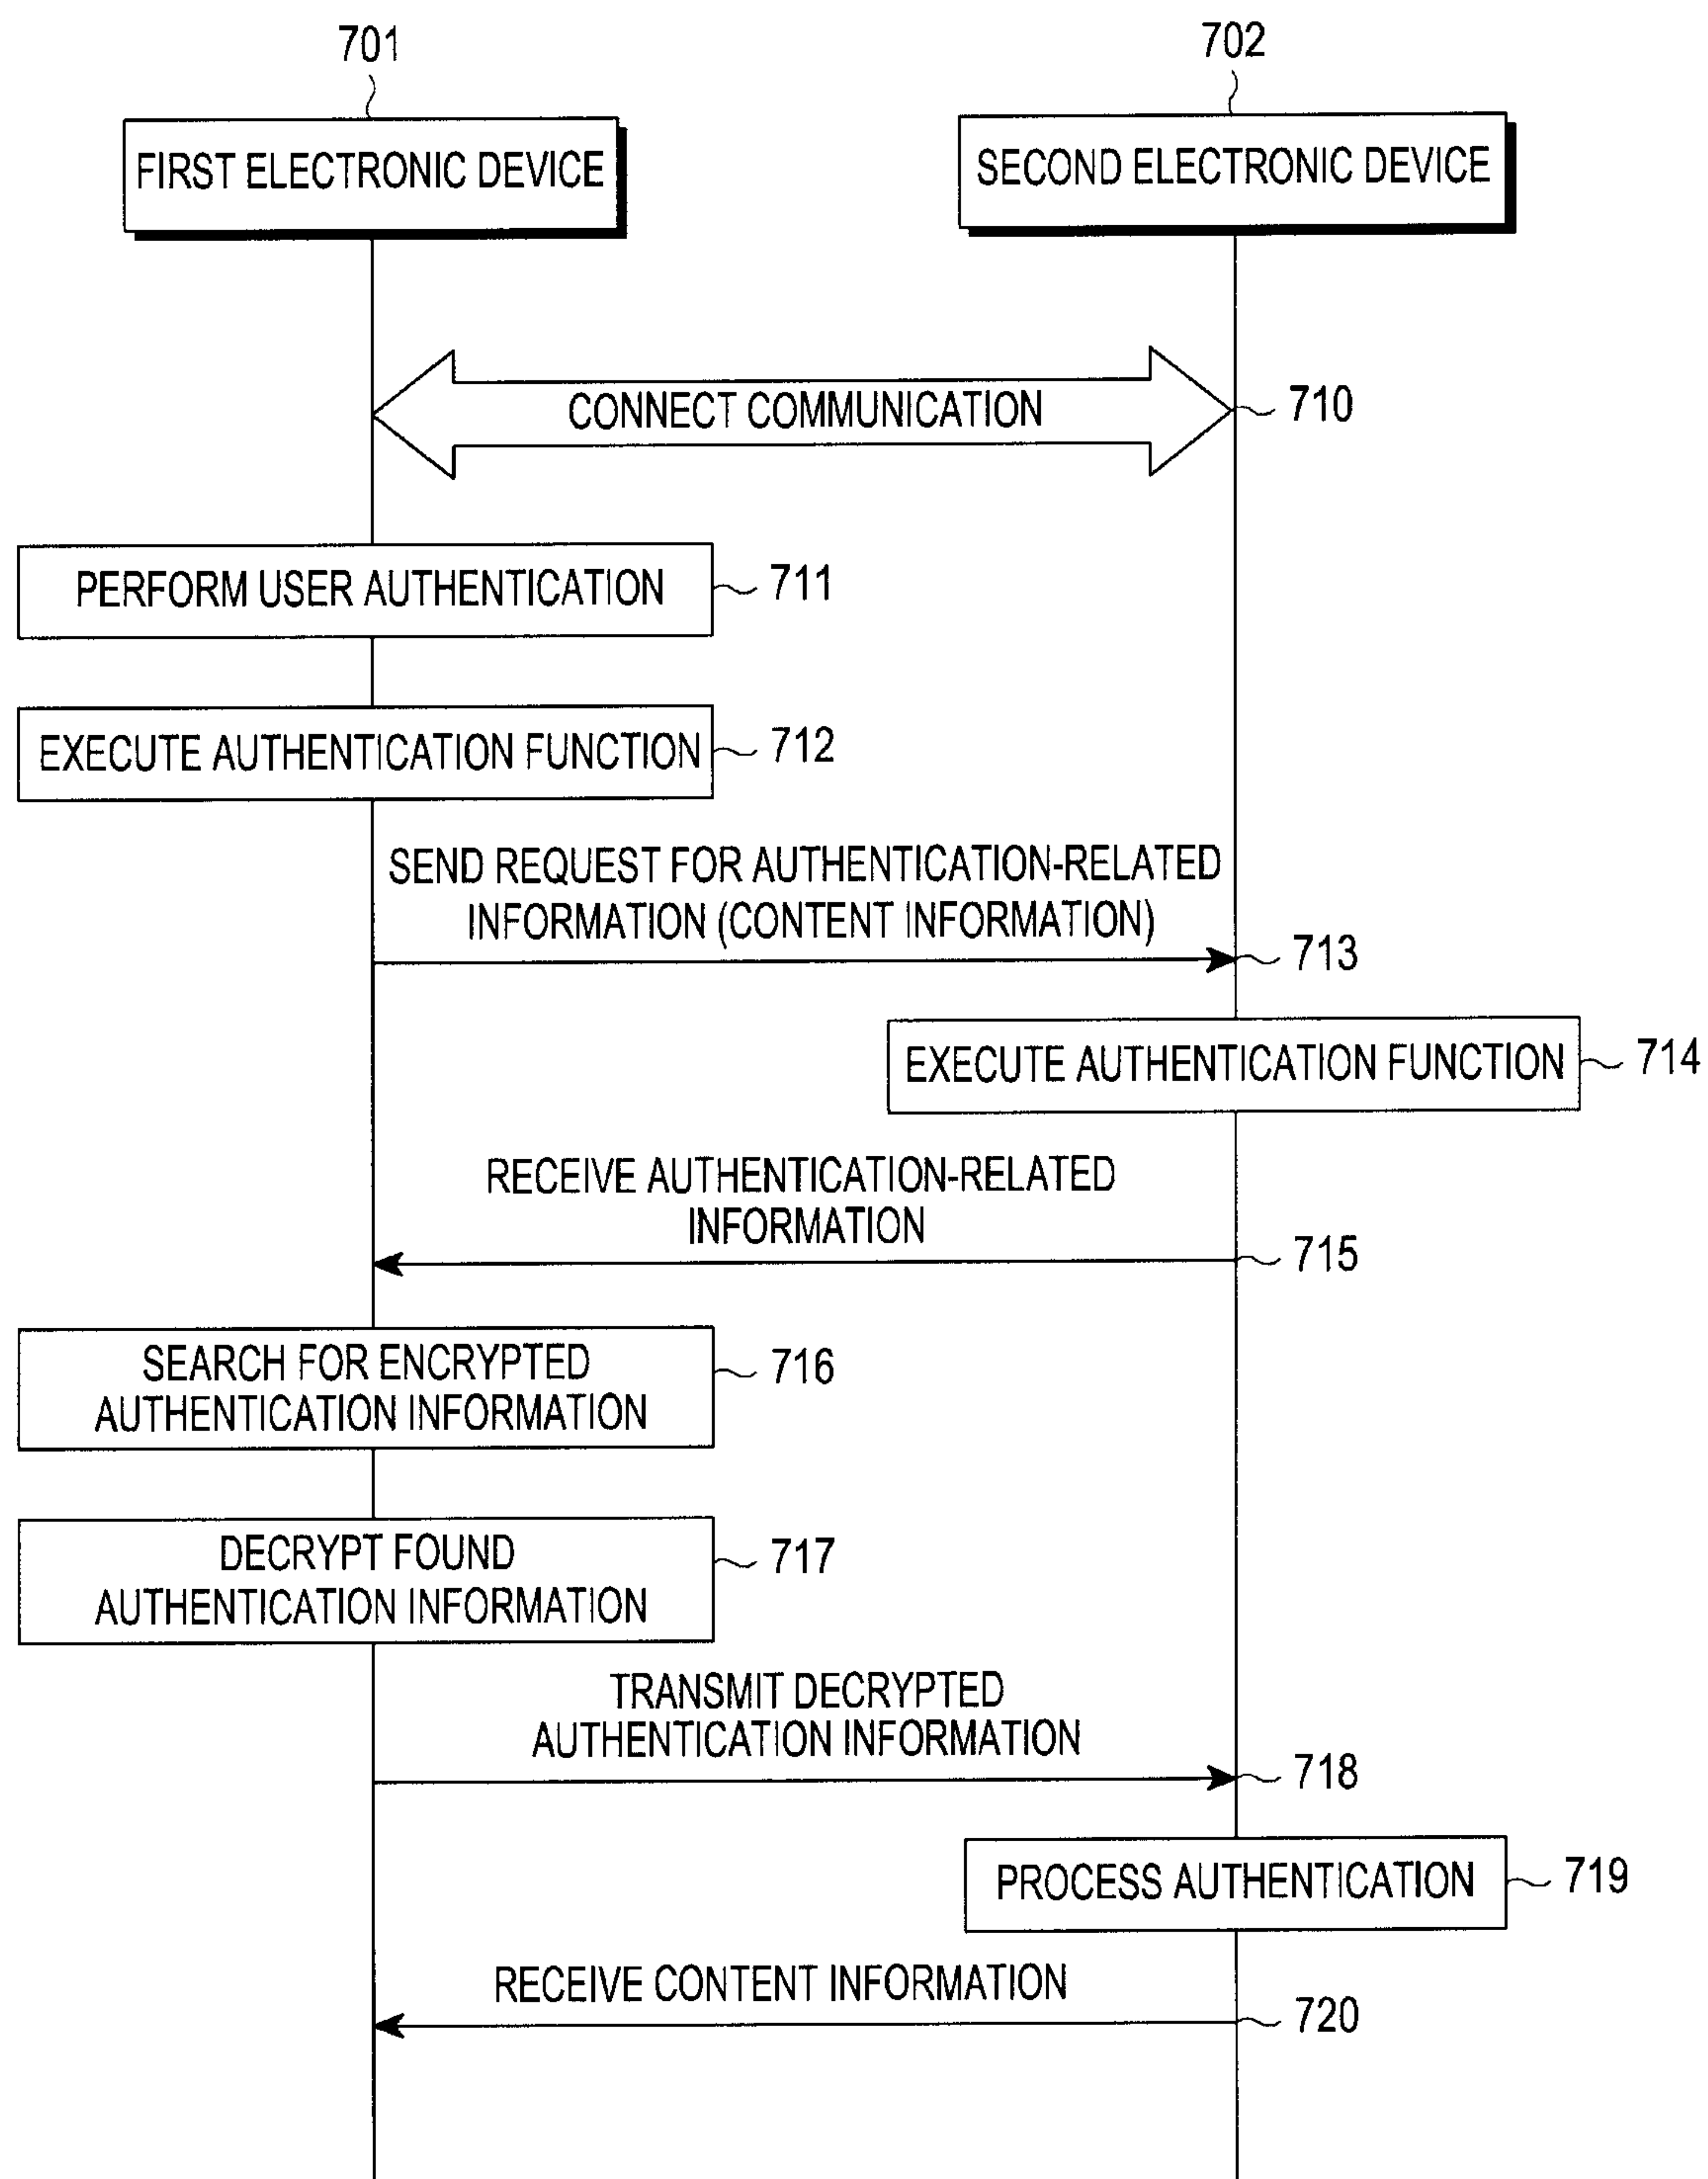 701
702
FIRST ELECTRONIC DEVICE
SECOND ELECTRONIC DEVICE
CONNECT COMMUNICATION
710
PERFORM USER AUTHENTICATION
711
EXECUTE AUTHENTICATION FUNCTION
712
SEND REQUEST FOR AUTHENTICATION-RELATED
INFORMATION (CONTENT INFORMATION)
713
EXECUTE AUTHENTICATION FUNCTION
714
RECEIVE AUTHENTICATION-RELATED
INFORMATION
715
SEARCH FOR ENCRYPTED
AUTHENTICATION INFORMATION
716
DECRYPT FOUND
AUTHENTICATION INFORMATION
717
TRANSMIT DECRYPTED
AUTHENTICATION INFORMATION
718
PROCESS AUTHENTICATION
719
RECEIVE CONTENT INFORMATION
720